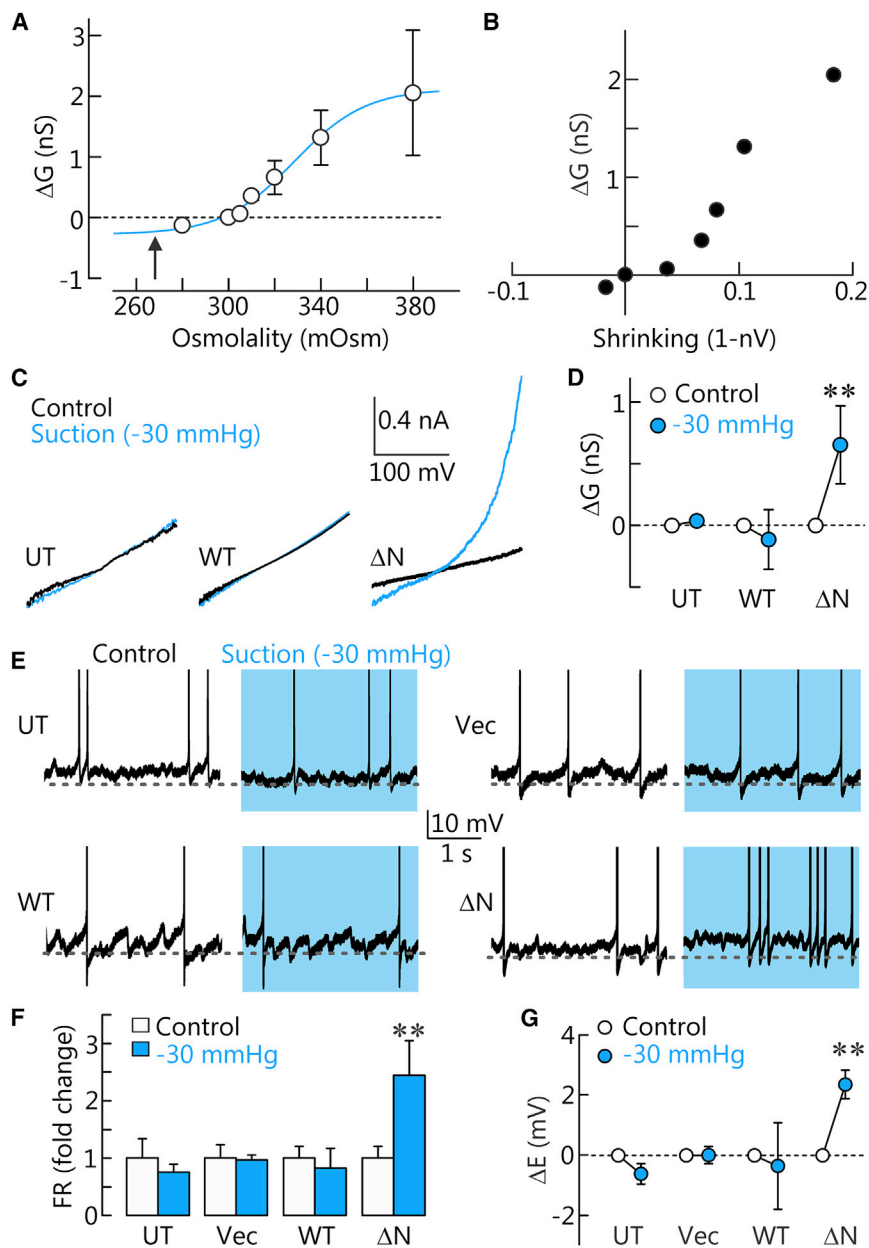 A
ΔG (nS)
3
2
1
0
-1
260 300 340 380
Osmolality (mOsm)
B
ΔG (nS)
2
1
-0.1 0 0.1 0.2
Shrinking (1-nV)
C
Control
Suction (-30 mmHg)
0.4 nA
100 mV
UT
WT
ΔN
D
Control
-30 mmHg
**
ΔG (nS)
1
0
UT WT ΔN
E
Control Suction (-30 mmHg)
UT
Vec
10 mV
1 s
WT
ΔN
F
Control
-30 mmHg
**
FR (fold change)
3
2
1
0
UT Vec WT ΔN
G
Control
-30 mmHg
**
ΔE (mV)
4
2
0
-2
UT Vec WT ΔN